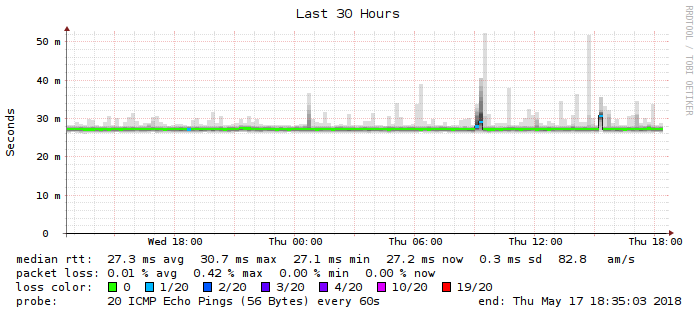 Last 30 Hours
RRDTOOL / TOBI OETIKER
Seconds
50 m
40 m
30 m
20 m
10 m
0
Wed 18:00 Thu 00:00 Thu 06:00 Thu 12:00 Thu 18:00
median rtt: 27.3 ms avg 30.7 ms max 27.1 ms min 27.2 ms now 0.3 ms sd 82.8 am/s
packet loss: 0.01 % avg 0.42 % max 0.00 % min 0.00 % now
loss color: 0 1/20 2/20 3/20 4/20 10/20 19/20
probe: 20 ICMP Echo Pings (56 Bytes) every 60s end: Thu May 17 18:35:03 2018